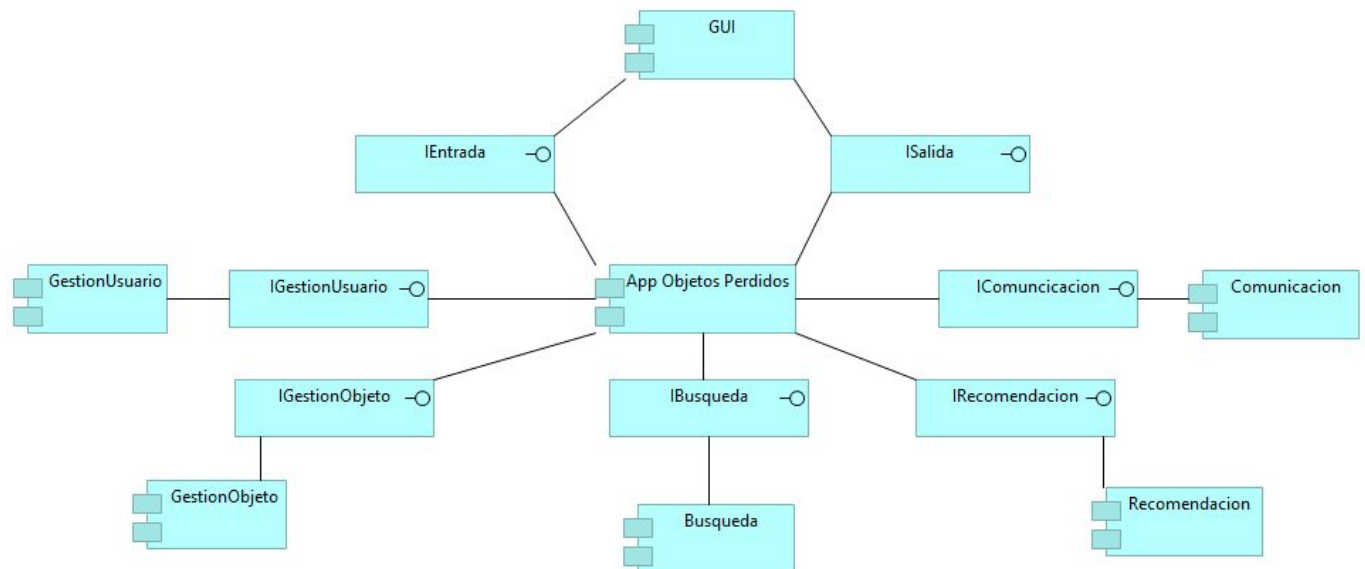 GUI
IEntrada
ISalida
GestionUsuario
IGestionUsuario
App Objetos Perdidos
IComuncicacion
Comunicacion
IGestionObjeto
IBusqueda
IRecomendacion
GestionObjeto
Busqueda
Recomendacion